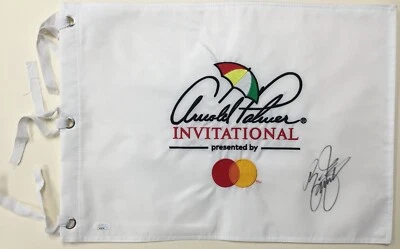 Arnold Palmer®
INVITATIONAL
presented by